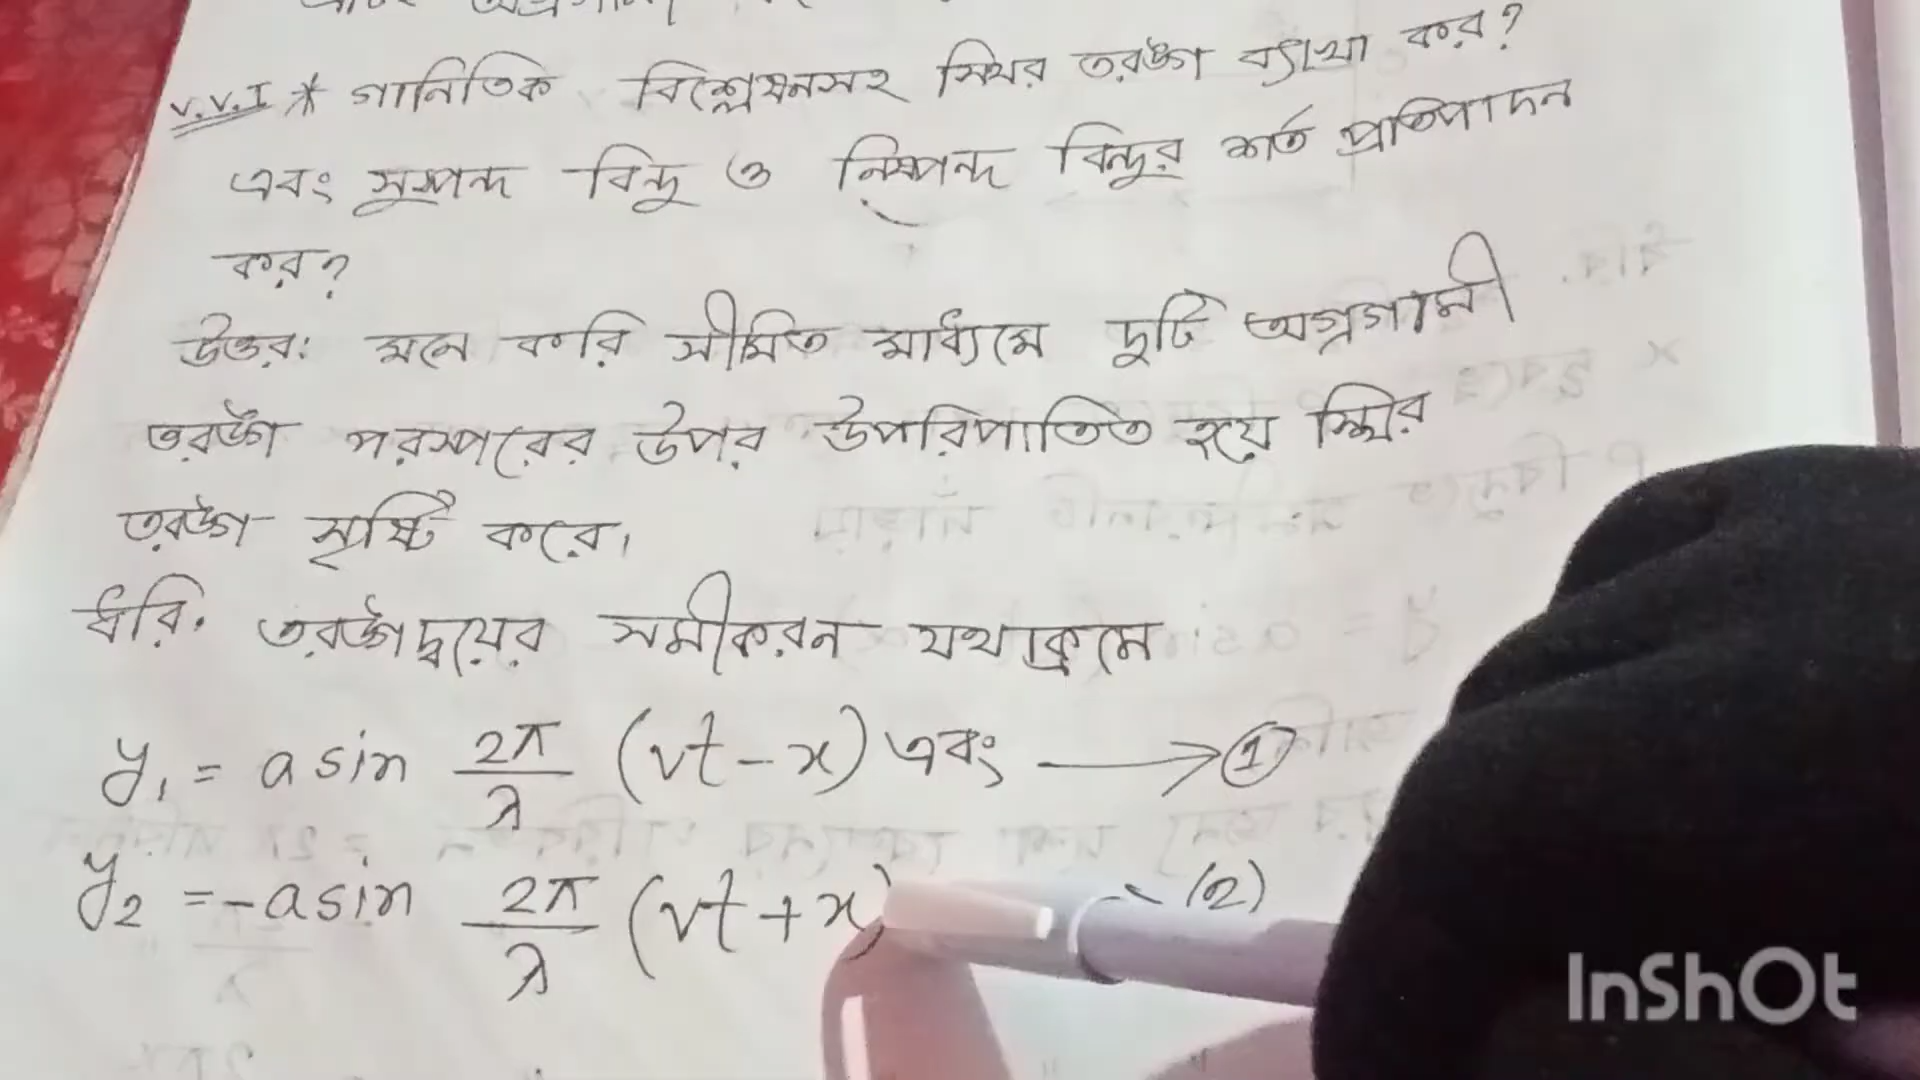 V.V.I * গানিতিক বিশ্লেষনসহ স্থির তরঙ্গ ব্যাখা কর?
এবং সুস্পন্দ বিন্দু ও নিস্পন্দ বিন্দুর শর্ত প্রতিপাদন
কর?
উত্তর: মনে করি সীমিত মাধ্যমে দুটি অগ্রগামী
তরঙ্গ পরস্পরের উপর উপরিপাতিত হয়ে স্থির
তরঙ্গ সৃষ্টি করে।
ধরি, তরঙ্গদ্বয়ের সমীকরন যথাক্রমে
y₁ = a sin 2π/λ (vt - x) এবং → ①
y₂ = -a sin 2π/λ (vt + x) (2)
InShOt